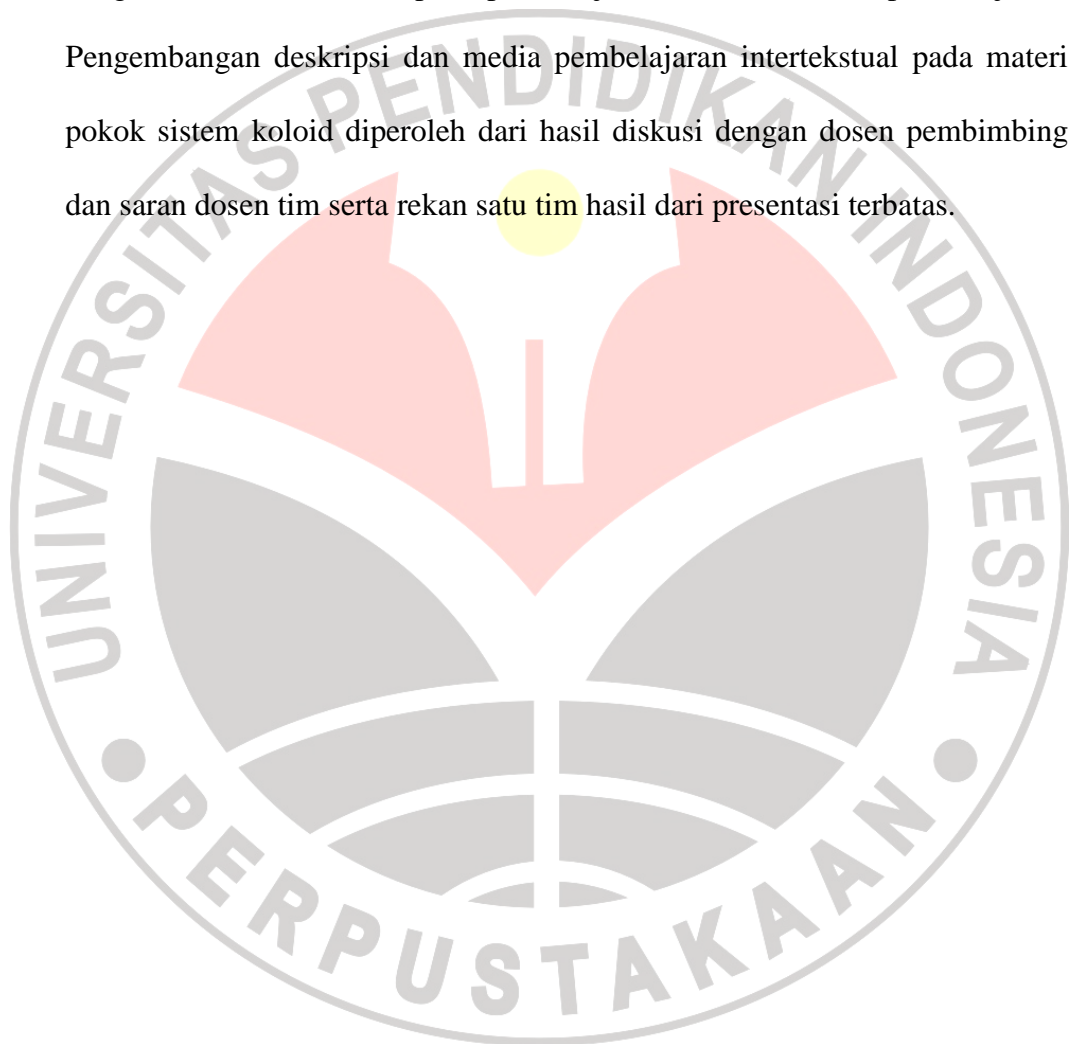 Pengembangan deskripsi dan media pembelajaran intertekstual pada materi
pokok sistem koloid diperoleh dari hasil diskusi dengan dosen pembimbing
dan saran dosen tim serta rekan satu tim hasil dari presentasi terbatas.
UNIVERSITAS PENDIDIKAN INDONESIA
PERPUSTAKAAN